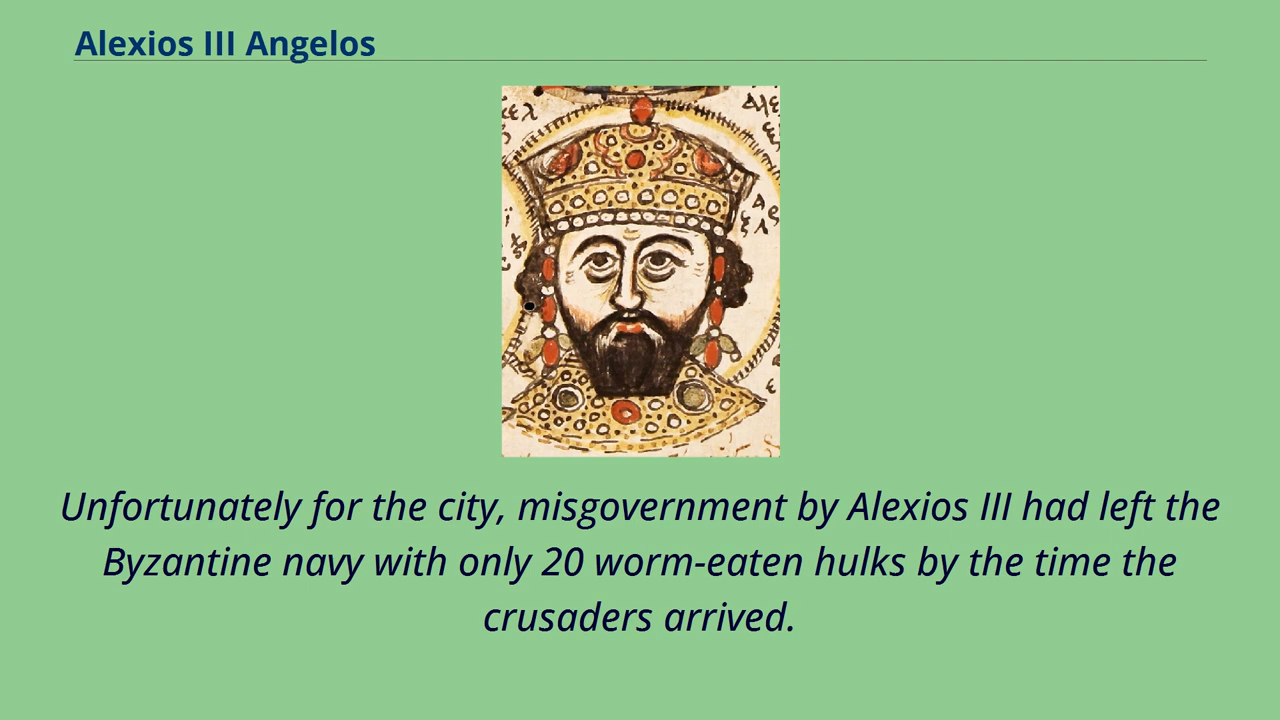 Alexios III Angelos
Unfortunately for the city, misgovernment by Alexios III had left the
Byzantine navy with only 20 worm-eaten hulks by the time the
crusaders arrived.